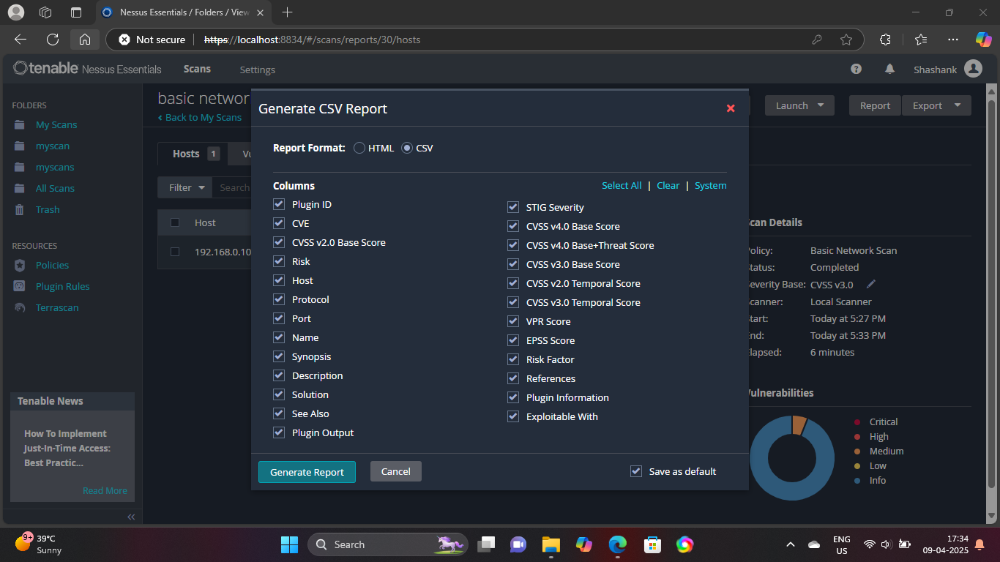 Nessus Essentials / Folders / View
Not secure
https://localhost:8834/#/scans/reports/30/hosts
tenable Nessus Essentials
Scans
Settings
Shashank
FOLDERS
My Scans
myscan
myscans
All Scans
Trash
RESOURCES
Policies
Plugin Rules
Terrascan
Tenable News
How To Implement
Just-In-Time Access:
Best Practic...
Read More
basic networ
Back to My Scans
Launch
Report
Export
Hosts 1
Vu
Filter
Search
Host
192.168.0.10
Generate CSV Report
Report Format: HTML CSV
Columns
Select All | Clear | System
Plugin ID
CVE
CVSS v2.0 Base Score
Risk
Host
Protocol
Port
Name
Synopsis
Description
Solution
See Also
Plugin Output
STIG Severity
CVSS v4.0 Base Score
CVSS v4.0 Base+Threat Score
CVSS v3.0 Base Score
CVSS v2.0 Temporal Score
CVSS v3.0 Temporal Score
VPR Score
EPSS Score
Risk Factor
References
Plugin Information
Exploitable With
Generate Report
Cancel
Save as default
can Details
olicy: Basic Network Scan
tatus: Completed
everity Base: CVSS v3.0
canner: Local Scanner
tart: Today at 5:27 PM
nd: Today at 5:33 PM
lapsed: 6 minutes
ulnerabilities
Critical
High
Medium
Low
Info
9+
39°C
Sunny
Search
ENG
US
17:34
09-04-2025